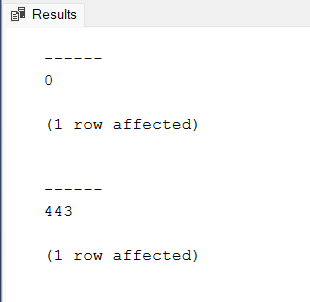 Results
------
0
(1 row affected)
------
443
(1 row affected)